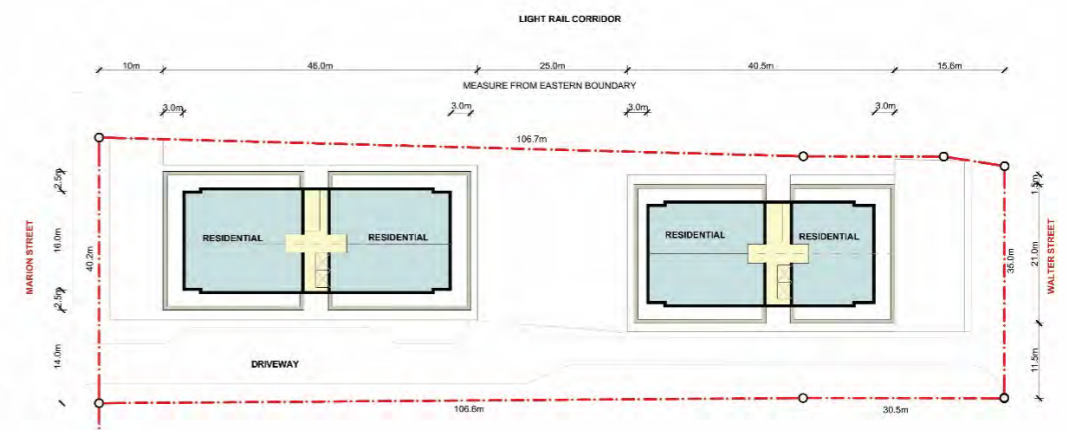 LIGHT RAIL CORRIDOR
10m
46.0m
25.0m
40.5m
15.6m
MEASURE FROM EASTERN BOUNDARY
3.0m
3.0m
3.0m
3.0m
106.7m
2.5m
16.0m
2.5m
14.0m
MARION STREET
40.2m
RESIDENTIAL
RESIDENTIAL
RESIDENTIAL
RESIDENTIAL
1.5m
21.0m
11.5m
35.0m
WALTER STREET
DRIVEWAY
106.6m
30.5m